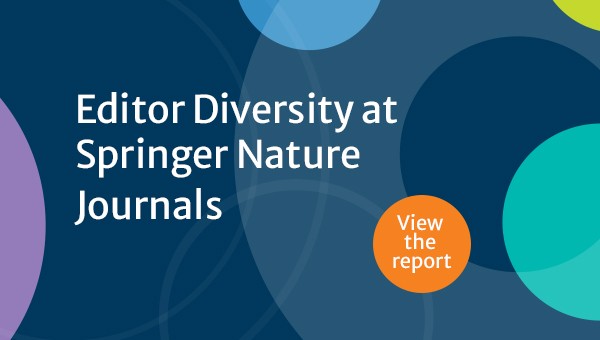 Editor Diversity at
Springer Nature
Journals
View
the
report